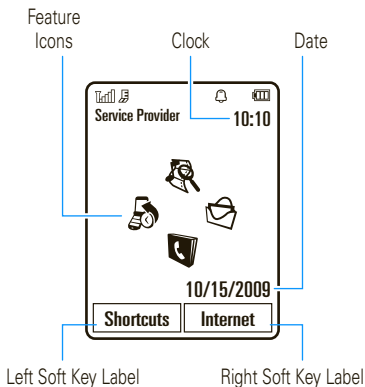 Feature
Icons
Clock
Date
Service Provider
10:10
10/15/2009
Shortcuts
Internet
Left Soft Key Label
Right Soft Key Label